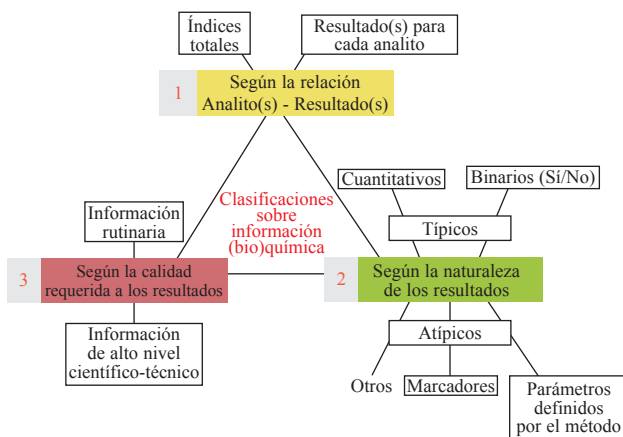 Índices
totales
Resultado(s) para
cada analito
1
Según la relación
Analito(s) - Resultado(s)
Clasificaciones
sobre
información
(bio)química
Cuantitativos
Binarios (Sí/No)
Típicos
Información
rutinaria
3
Según la calidad
requerida a los resultados
2
Según la naturaleza
de los resultados
Información
de alto nivel
científico-técnico
Atípicos
Otros
Marcadores
Parámetros
definidos
por el método